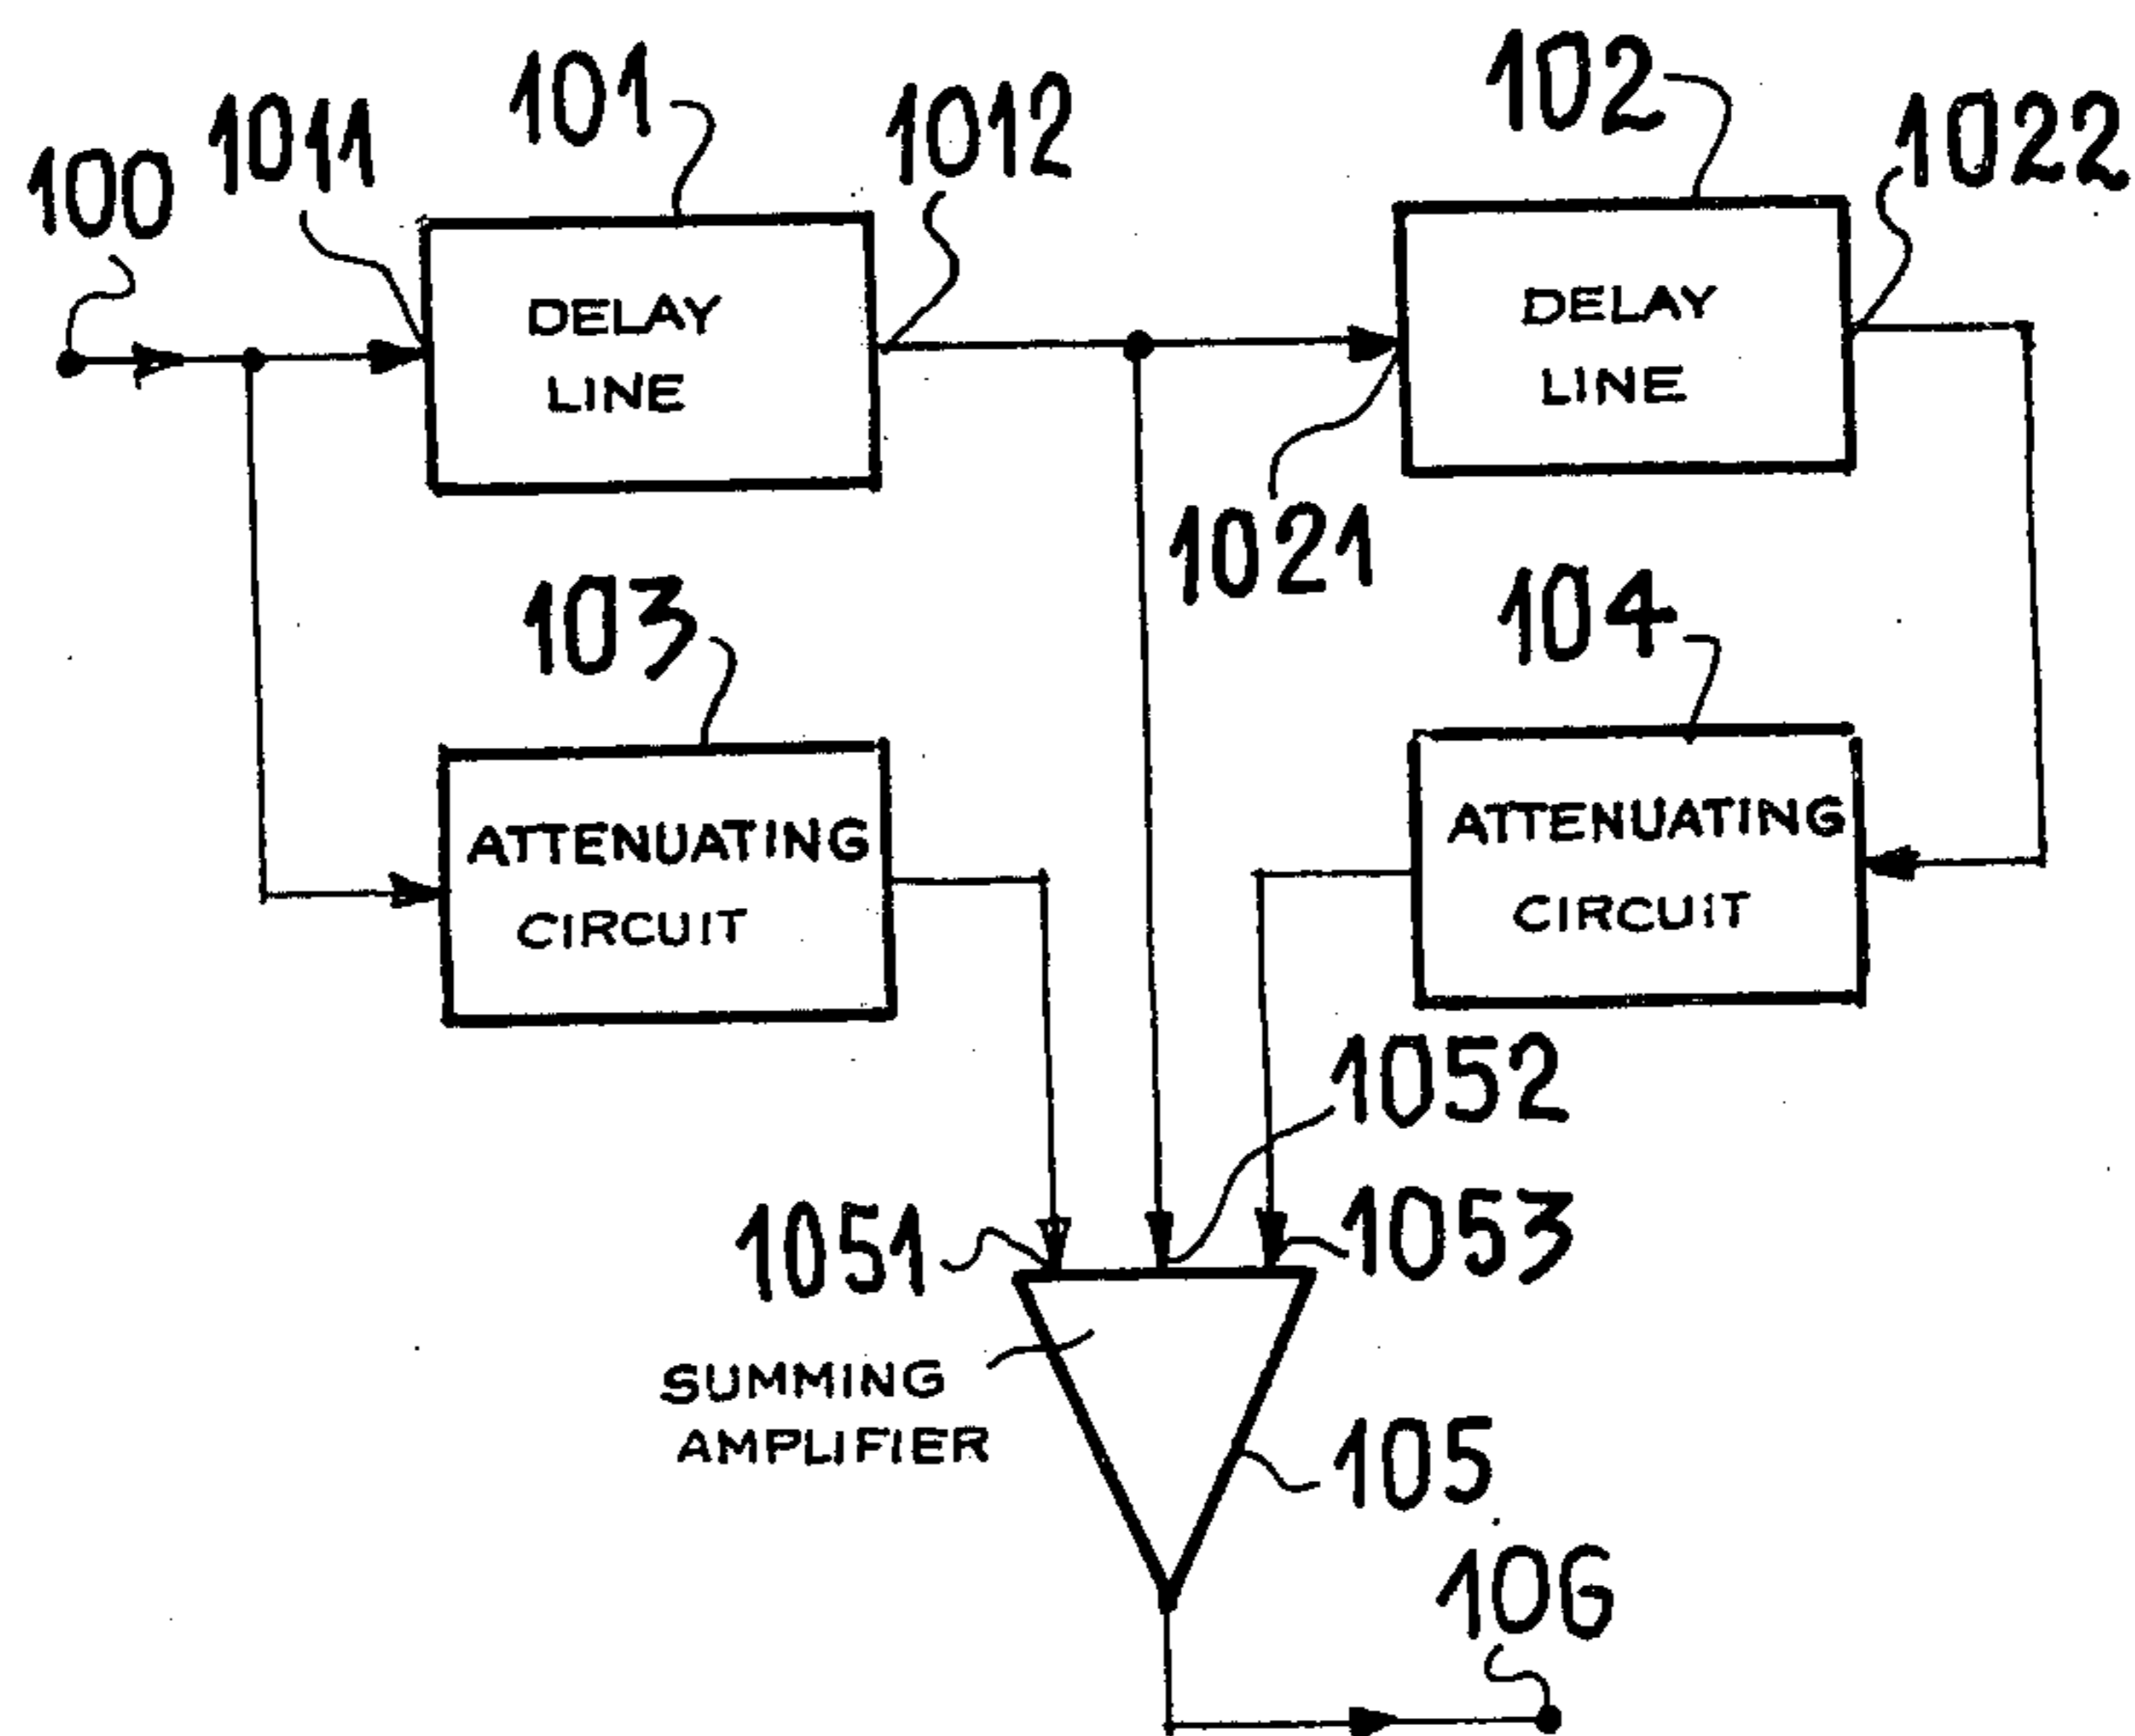 100
1011
101
1012
102
1022
DELAY
LINE
DELAY
LINE
1021
103
104
ATTENUATING
CIRCUIT
ATTENUATING
CIRCUIT
1052
1051
1053
SUMMING
AMPLIFIER
105
106